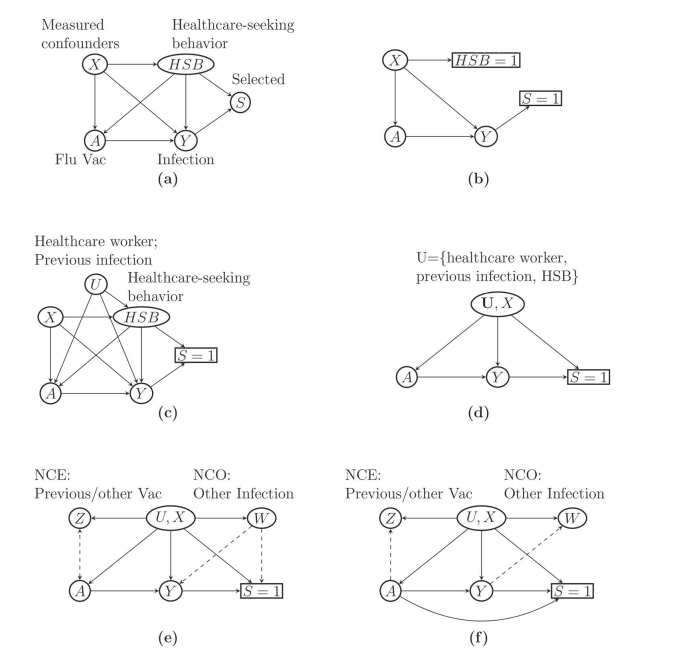 Measured
confounders
Healthcare-seeking
behavior
X
HSB
Selected
S
A
Y
Flu Vac
Infection
(a)
X
HSB = 1
S = 1
A
Y
(b)
Healthcare worker;
Previous infection
U
Healthcare-seeking
behavior
X
HSB
S = 1
A
Y
(c)
U={healthcare worker,
previous infection, HSB}
U, X
A
Y
S = 1
(d)
NCE:
Previous/other Vac
NCO:
Other Infection
Z
U, X
W
A
Y
S = 1
(e)
NCE:
Previous/other Vac
NCO:
Other Infection
Z
U, X
W
A
Y
S = 1
(f)